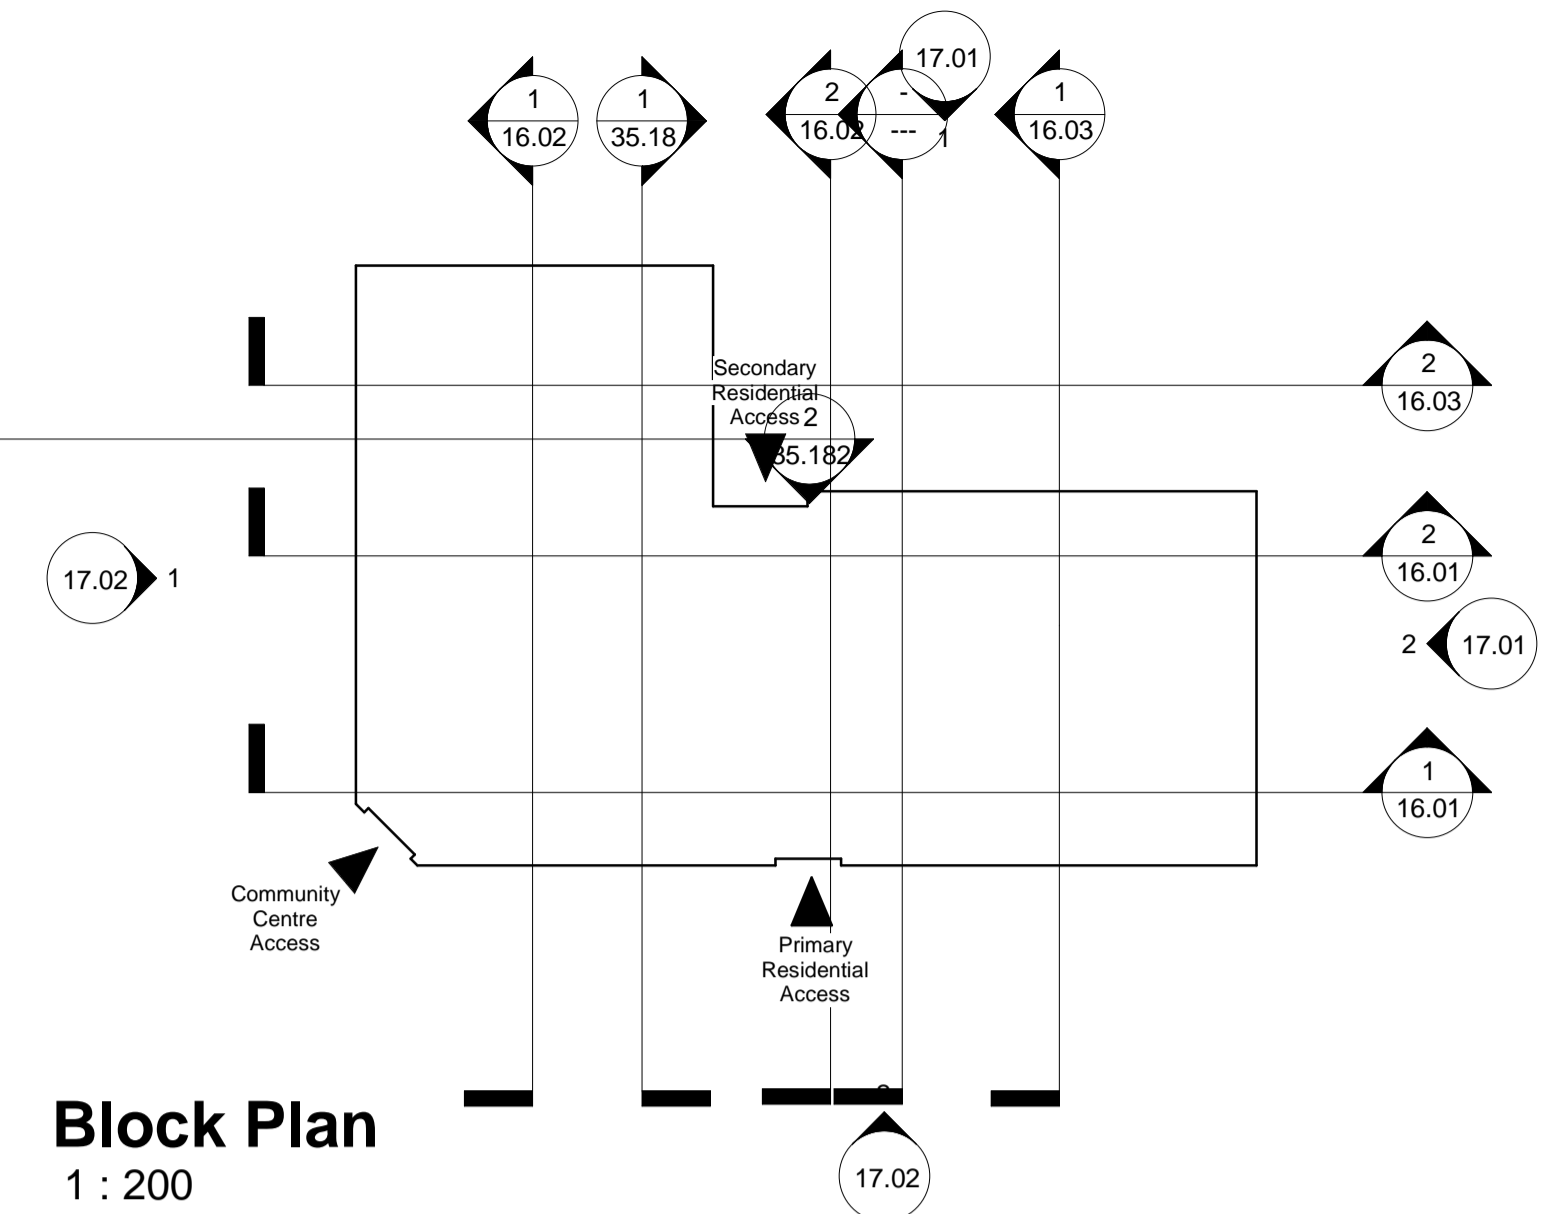 17.01
1
16.02
1
35.18
2
16.02
-
---
1
1
16.03
Secondary
Residential
Access
2
16.03
2
35.182
2
16.01
17.02
1
2
17.01
1
16.01
Community
Centre
Access
Primary
Residential
Access
Block Plan
1 : 200
17.02